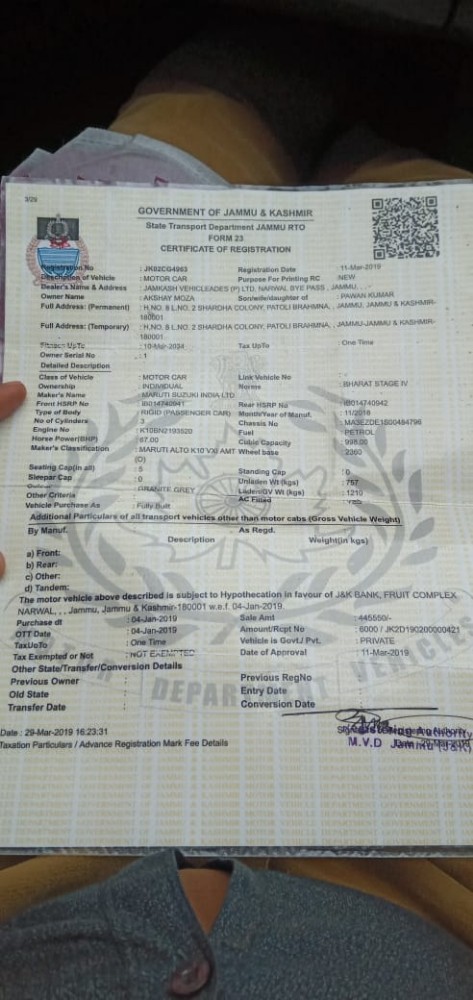 3/29
GOVERNMENT OF JAMMU & KASHMIR
State Transport Department JAMMU RTO
FORM 23
CERTIFICATE OF REGISTRATION
Registration No : JK02CG4963 Registration Date 11-Mar-2019
Description of Vehicle : MOTOR CAR Purpose For Printing RC NEW
Dealer's Name & Address : JAMKASH VEHICLEADES (P) LTD, NARWAL BYE PASS , JAMMU, , ,
Owner Name : AKSHAY MOZA Son/wife/daughter of : PAWAN KUMAR
Full Address: (Permanent) : H.NO. 8 LNO. 2 SHARDHA COLONY, PATOLI BRAHMNA, , JAMMU, JAMMU & KASHMIR-
180001
Full Address: (Temporary) : H.NO. 8 LNO. 2 SHARDHA COLONY, PATOLI BRAHMNA, , JAMMU-JAMMU & KASHMIR-
180001
Fitness UpTo : 10-Mar-2034 Tax UpTo : One Time
Owner Serial No : 1
Detailed Description
Class of Vehicle : MOTOR CAR Link Vehicle No
Ownership : INDIVIDUAL Norms : BHARAT STAGE IV
Maker's Name : MARUTI SUZUKI INDIA LTD
Front HSRP No : IB014740941 Rear HSRP No : IB014740942
Type of Body : RIGID (PASSENGER CAR) Month/Year of Manuf. : 11/2018
No of Cylinders : 3 Chassis No
Engine No Fuel : PETROL
Horse Power(BHP) : 67.00 Cubic Capacity : 998.00
Maker's Classification : MARUTI ALTO K10 VXI AMT Wheel base : 2360
(O)
Seating Cap(in all) : 5 Standing Cap : 0
Sleeper Cap : 0 Unladen Wt (kgs) : 757
: GRANITE GREY Laden/GV Wt (kgs) : 1210
Other Criteria AC Fitted
Vehicle Purchase As : Fully Built
Additional Particulars of all transport vehicles other than motor cabs (Gross Vehicle Weight)
By Manuf. As Regd.
Description Weight(in kgs)
a) Front:
b) Rear:
c) Other:
d) Tandem:
The motor vehicle above described is subject to Hypothecation in favour of J&K BANK, FRUIT COMPLEX
NARWAL, , , Jammu, Jammu & Kashmir-180001 w.e.f. 04-Jan-2019.
Purchase dt : 04-Jan-2019 Sale Amt : 445650/-
OTT Date : 04-Jan-2019 Amount/Rcpt No : 6000 / JK2D190200000421
TaxUpTo : One Time Vehicle is Govt./ Pvt. : PRIVATE
Tax Exempted or Not : NOT EXEMPTED Date of Approval : 11-Mar-2019
Other State/Transfer/Conversion Details
Previous Owner Previous RegNo
Old State Entry Date
Transfer Date Conversion Date
DEPARTMENT
Date : 29-Mar-2019 16:23:31
Registering Authority
M.V.D Jammu (J&K)
Taxation Particulars / Advance Registration Mark Fee Details